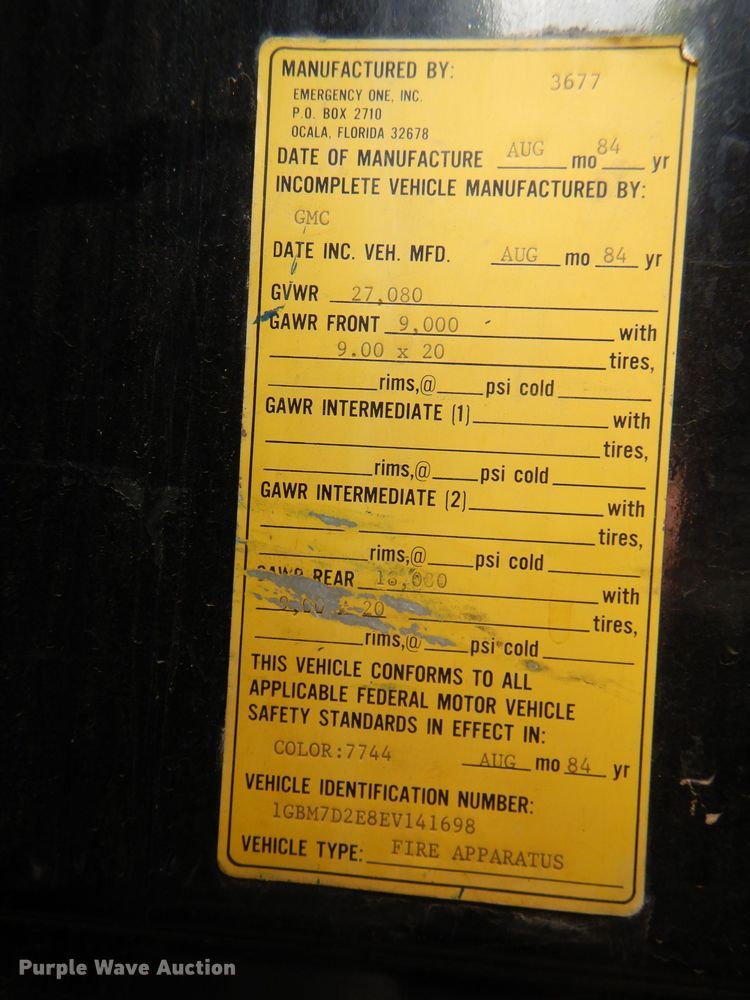 MANUFACTURED BY: 3677
EMERGENCY ONE, INC.
P.O. BOX 2710
OCALA, FLORIDA 32678
DATE OF MANUFACTURE AUG mo 84 yr
INCOMPLETE VEHICLE MANUFACTURED BY:
GMC
DATE INC. VEH. MFD. AUG mo 84 yr
GVWR 27,080
GAWR FRONT 9,000 with
9.00 x 20 tires,
rims,@ psi cold
GAWR INTERMEDIATE (1) with
tires,
rims,@ psi cold
GAWR INTERMEDIATE (2) with
tires,
rims,@ psi cold
GAWR REAR with
9.00 x 20 tires,
rims,@ psi cold
THIS VEHICLE CONFORMS TO ALL
APPLICABLE FEDERAL MOTOR VEHICLE
SAFETY STANDARDS IN EFFECT IN:
COLOR:7744 AUG mo 84 yr
VEHICLE IDENTIFICATION NUMBER:
1GBM7D2E8EV141698
VEHICLE TYPE: FIRE APPARATUS
Purple Wave Auction